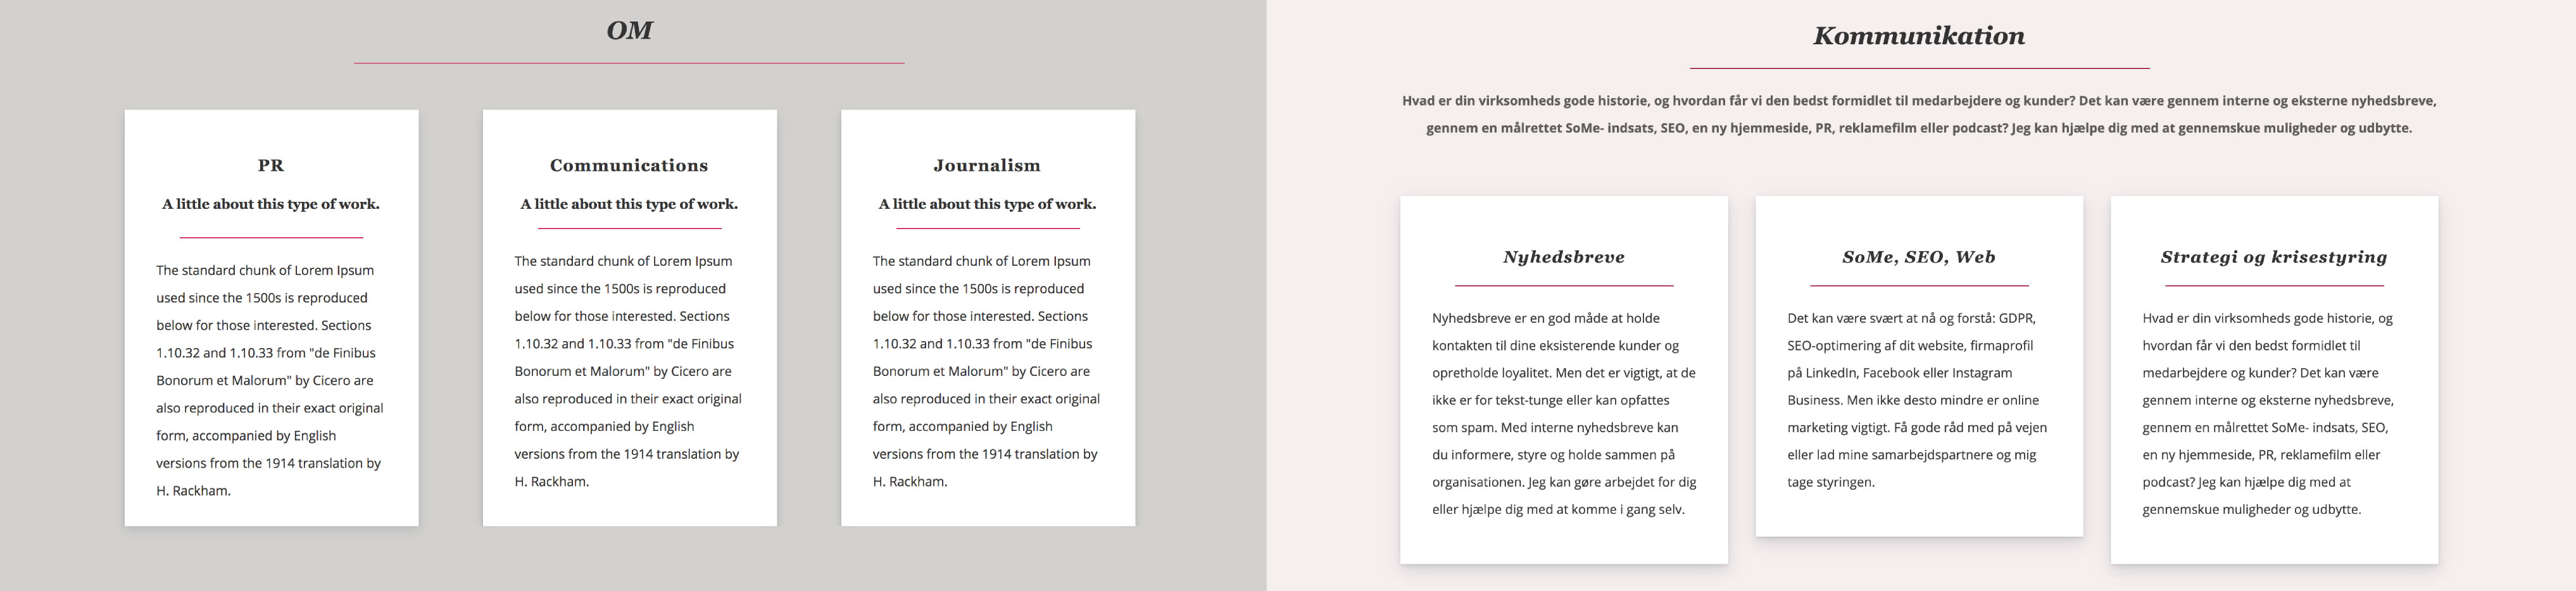 OM
PR
A little about this type of work.
The standard chunk of Lorem Ipsum
used since the 1500s is reproduced
below for those interested. Sections
1.10.32 and 1.10.33 from "de Finibus
Bonorum et Malorum" by Cicero are
also reproduced in their exact original
form, accompanied by English
versions from the 1914 translation by
H. Rackham.
Communications
A little about this type of work.
The standard chunk of Lorem Ipsum
used since the 1500s is reproduced
below for those interested. Sections
1.10.32 and 1.10.33 from "de Finibus
Bonorum et Malorum" by Cicero are
also reproduced in their exact original
form, accompanied by English
versions from the 1914 translation by
H. Rackham.
Journalism
A little about this type of work.
The standard chunk of Lorem Ipsum
used since the 1500s is reproduced
below for those interested. Sections
1.10.32 and 1.10.33 from "de Finibus
Bonorum et Malorum" by Cicero are
also reproduced in their exact original
form, accompanied by English
versions from the 1914 translation by
H. Rackham.
Kommunikation
Hvad er din virksomheds gode historie, og hvordan får vi den bedst formidlet til medarbejdere og kunder? Det kan være gennem interne og eksterne nyhedsbreve,
gennem en målrettet SoMe- indsats, SEO, en ny hjemmeside, PR, reklamefilm eller podcast? Jeg kan hjælpe dig med at gennemskue muligheder og udbytte.
Nyhedsbreve
Nyhedsbreve er en god måde at holde
kontakten til dine eksisterende kunder og
opretholde loyalitet. Men det er vigtigt, at de
ikke er for tekst-tunge eller kan opfattes
som spam. Med interne nyhedsbreve kan
du informere, styre og holde sammen på
organisationen. Jeg kan gøre arbejdet for dig
eller hjælpe dig med at komme i gang selv.
SoMe, SEO, Web
Det kan være svært at nå og forstå: GDPR,
SEO-optimering af dit website, firmaprofil
på LinkedIn, Facebook eller Instagram
Business. Men ikke desto mindre er online
marketing vigtigt. Få gode råd med på vejen
eller lad mine samarbejdspartnere og mig
tage styringen.
Strategi og krisestyring
Hvad er din virksomheds gode historie, og
hvordan får vi den bedst formidlet til
medarbejdere og kunder? Det kan være
gennem interne og eksterne nyhedsbreve,
gennem en målrettet SoMe- indsats, SEO,
en ny hjemmeside, PR, reklamefilm eller
podcast? Jeg kan hjælpe dig med at
gennemskue muligheder og udbytte.